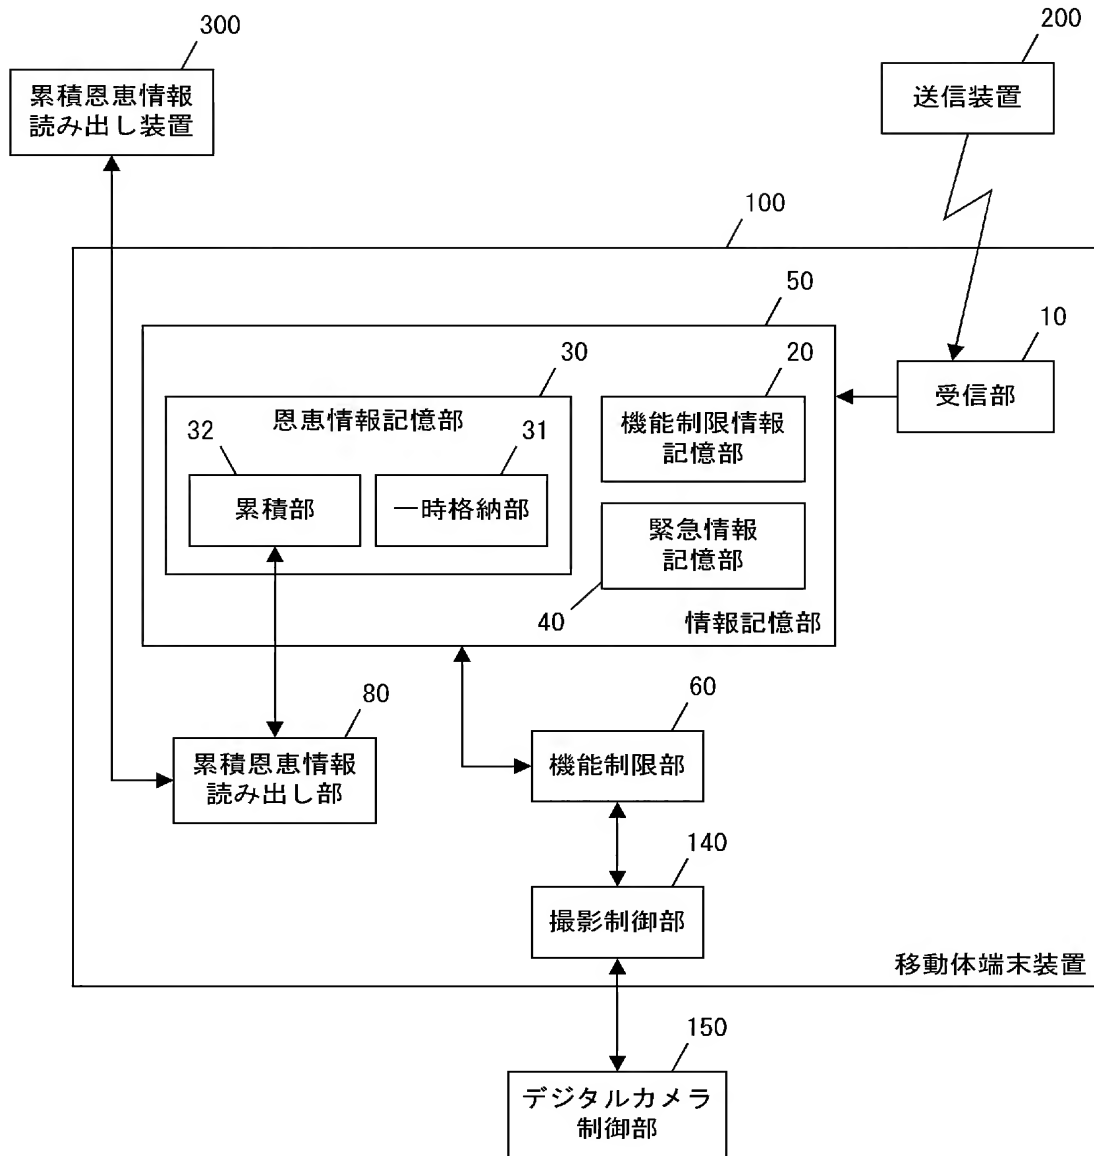 300
累積恩恵情報
読み出し装置
200
送信装置
100
50
10
受信部
30
恩恵情報記憶部
20
機能制限情報
記憶部
32
累積部
31
一時格納部
緊急情報
記憶部
40
情報記憶部
80
累積恩恵情報
読み出し部
60
機能制限部
140
撮影制御部
移動体端末装置
150
デジタルカメラ
制御部